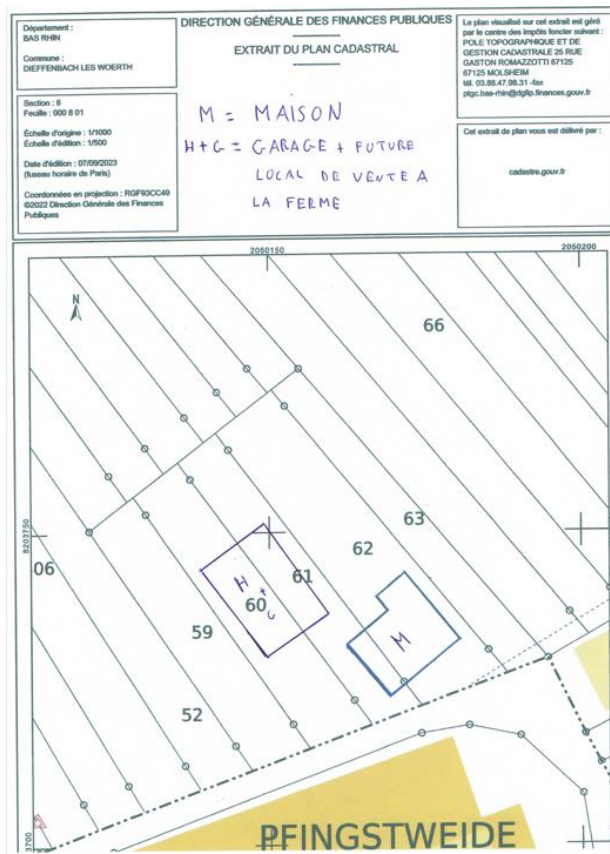 Département :
BAS RHIN
Commune :
DIEFFENBACH LES WOERTH
Section : B
Feuille : 000 B 01
Échelle d'origine : 1/1000
Échelle d'édition : 1/500
Date d'édition : 07/09/2023
(fuseau horaire de Paris)
Coordonnées en projection : RGF93CC49
©2022 Direction Générale des Finances
Publiques
DIRECTION GÉNÉRALE DES FINANCES PUBLIQUES
EXTRAIT DU PLAN CADASTRAL
M = MAISON
H+G = GARAGE + FUTURE
LOCAL DE VENTE A
LA FERME
Le plan visualisé sur cet extrait est géré
par le centre des impôts foncier suivant :
POLE TOPOGRAPHIQUE ET DE
GESTION CADASTRALE 25 RUE
GASTON ROMAZZOTTI 67125
67125 MOLSHEIM
tél. 03.88.47.98.31 -fax
ptgc.bas-rhin@dgfip.finances.gouv.fr
Cet extrait de plan vous est délivré par :
cadastre.gouv.fr
2050150
2050200
N
66
8203750
63
06
62
61
H
+
G
60
59
M
52
PFINGSTWEIDE
3700